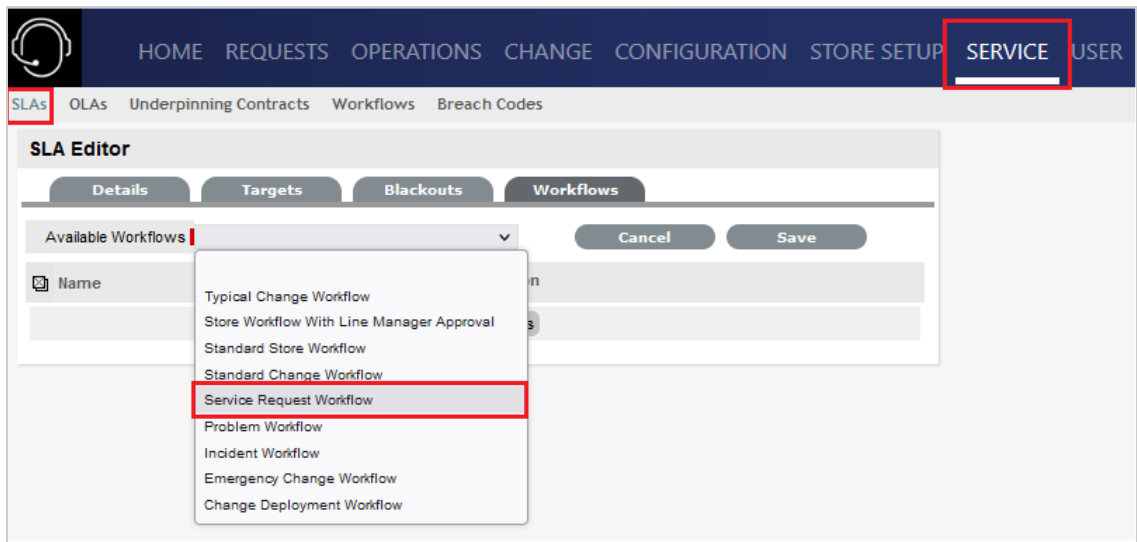 HOME REQUESTS OPERATIONS CHANGE CONFIGURATION STORE SETUP SERVICE USER
SLAs OLAs Underpinning Contracts Workflows Breach Codes
SLA Editor
Details Targets Blackouts Workflows
Available Workflows Cancel Save
Name
Typical Change Workflow
Store Workflow With Line Manager Approval
Standard Store Workflow
Standard Change Workflow
Service Request Workflow
Problem Workflow
Incident Workflow
Emergency Change Workflow
Change Deployment Workflow